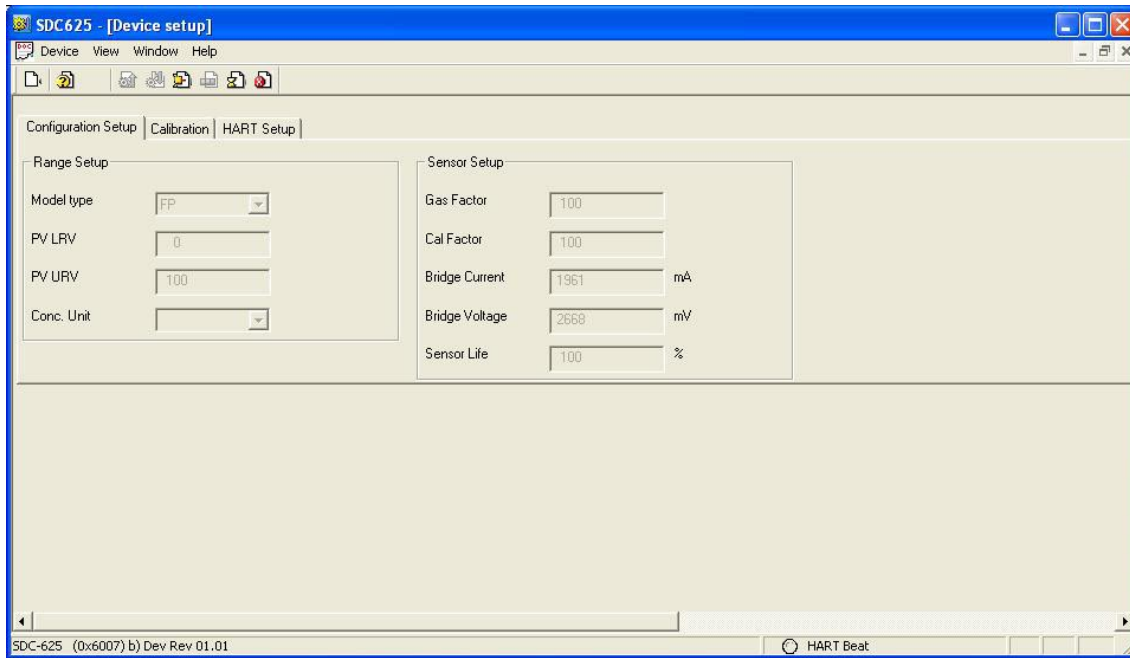 SDC625 - [Device setup]
Device View Window Help
Configuration Setup Calibration HART Setup
Range Setup
Model type FP
PV LRV 0
PV URV 100
Conc. Unit
Sensor Setup
Gas Factor 100
Cal Factor 100
Bridge Current 1961 mA
Bridge Voltage 2668 mV
Sensor Life 100 %
SDC-625 (0x6007) b) Dev Rev 01.01
HART Beat